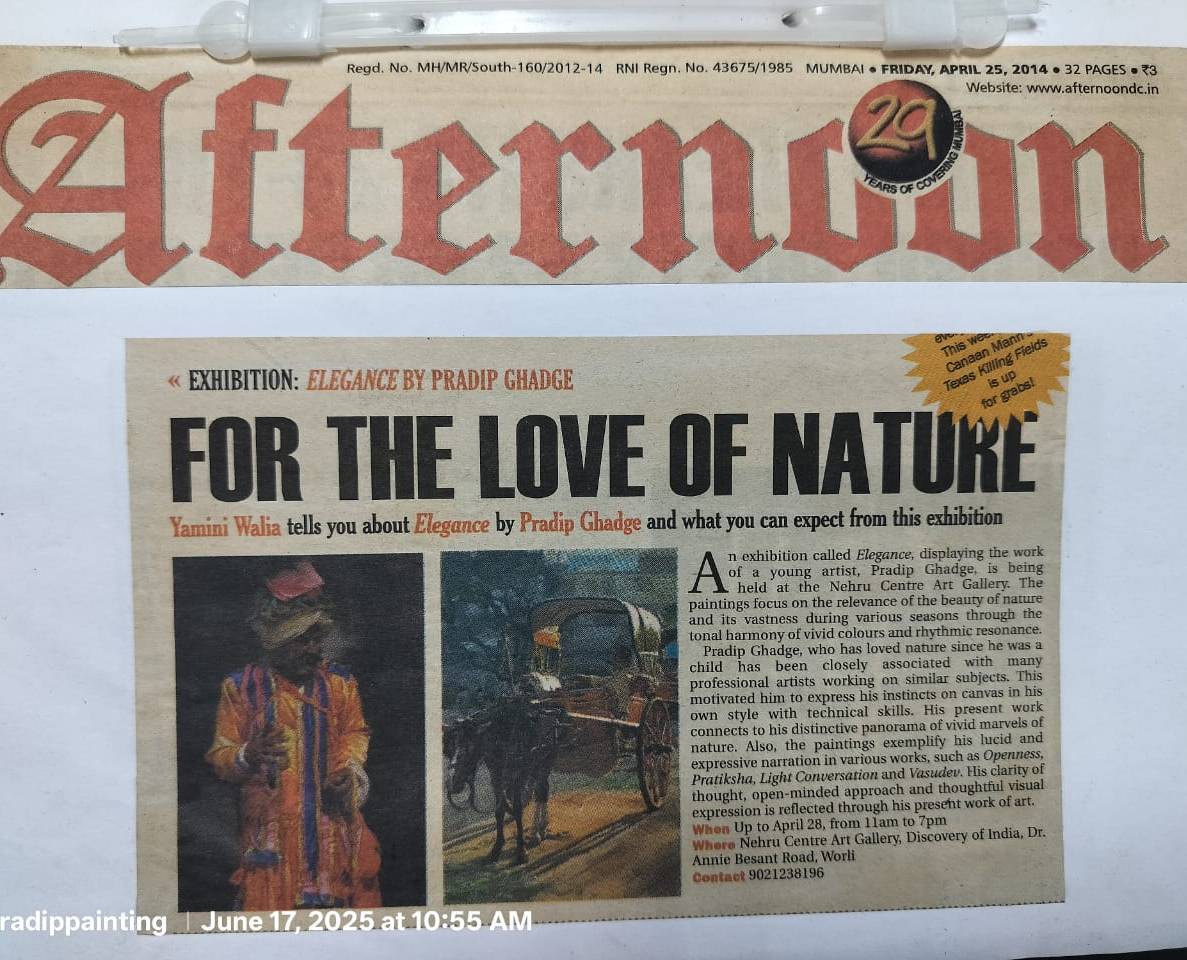 Regd. No. MH/MR/South-160/2012-14 RNI Regn. No. 43675/1985 MUMBAI • FRIDAY, APRIL 25, 2014 • 32 PAGES • ₹3
Website: www.afternoondc.in
Afternoon
29
YEARS OF COVERING MUMBAI
« EXHIBITION: ELEGANCE BY PRADIP GHADGE
This
Canaan Mann's
Texas Killing Fields
is up
for grabs!
FOR THE LOVE OF NATURE
Yamini Walia tells you about Elegance by Pradip Ghadge and what you can expect from this exhibition
An exhibition called Elegance, displaying the work
of a young artist, Pradip Ghadge, is being
held at the Nehru Centre Art Gallery. The
paintings focus on the relevance of the beauty of nature
and its vastness during various seasons through the
tonal harmony of vivid colours and rhythmic resonance.
Pradip Ghadge, who has loved nature since he was a
child has been closely associated with many
professional artists working on similar subjects. This
motivated him to express his instincts on canvas in his
own style with technical skills. His present work
connects to his distinctive panorama of vivid marvels of
nature. Also, the paintings exemplify his lucid and
expressive narration in various works, such as Openness,
Pratiksha, Light Conversation and Vasudev. His clarity of
thought, open-minded approach and thoughtful visual
expression is reflected through his present work of art.
When Up to April 28, from 11am to 7pm
Where Nehru Centre Art Gallery, Discovery of India, Dr.
Annie Besant Road, Worli
Contact 9021238196
radippainting | June 17, 2025 at 10:55 AM